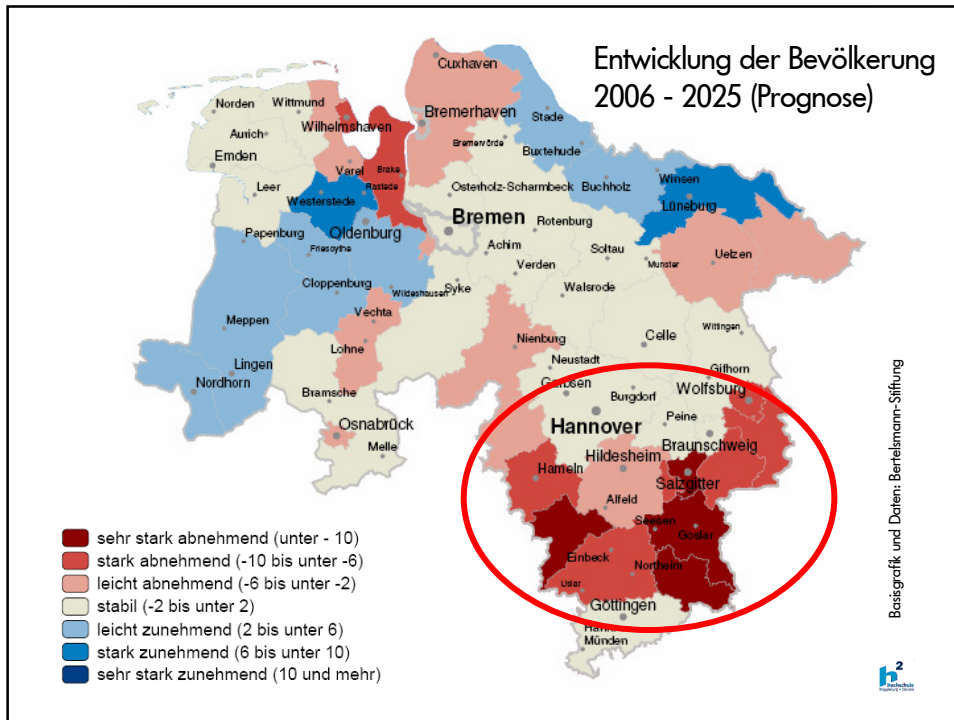 Entwicklung der Bevölkerung
2006 - 2025 (Prognose)
Cuxhaven
Norden
Wittmund
Bremerhaven
Stade
Wilhelmshaven
Aurich
Bremervörde
Buxtehude
Emden
Varel
Brake
Winsen
Leer
Rastede
Osterholz-Scharmbeck
Buchholz
Westerstede
Lüneburg
Bremen
Rotenburg
Oldenburg
Papenburg
Friesoythe
Achim
Soltau
Munster
Uelzen
Verden
Cloppenburg
Wildeshausen
Syke
Walsrode
Vechta
Meppen
Nienburg
Celle
Wittingen
Lohne
Neustadt
Lingen
Gifhorn
Nordhorn
Garbsen
Wolfsburg
Bramsche
Burgdorf
Osnabrück
Hannover
Peine
Melle
Braunschweig
Hildesheim
Hameln
Salzgitter
Alfeld
Seesen
Goslar
Einbeck
Northeim
Uslar
Göttingen
Münden
sehr stark abnehmend (unter - 10)
stark abnehmend (-10 bis unter -6)
leicht abnehmend (-6 bis unter -2)
stabil (-2 bis unter 2)
leicht zunehmend (2 bis unter 6)
stark zunehmend (6 bis unter 10)
sehr stark zunehmend (10 und mehr)
Basisgrafik und Daten: Bertelsmann-Stiftung
h²
Hochschule
Magdeburg • Stendal